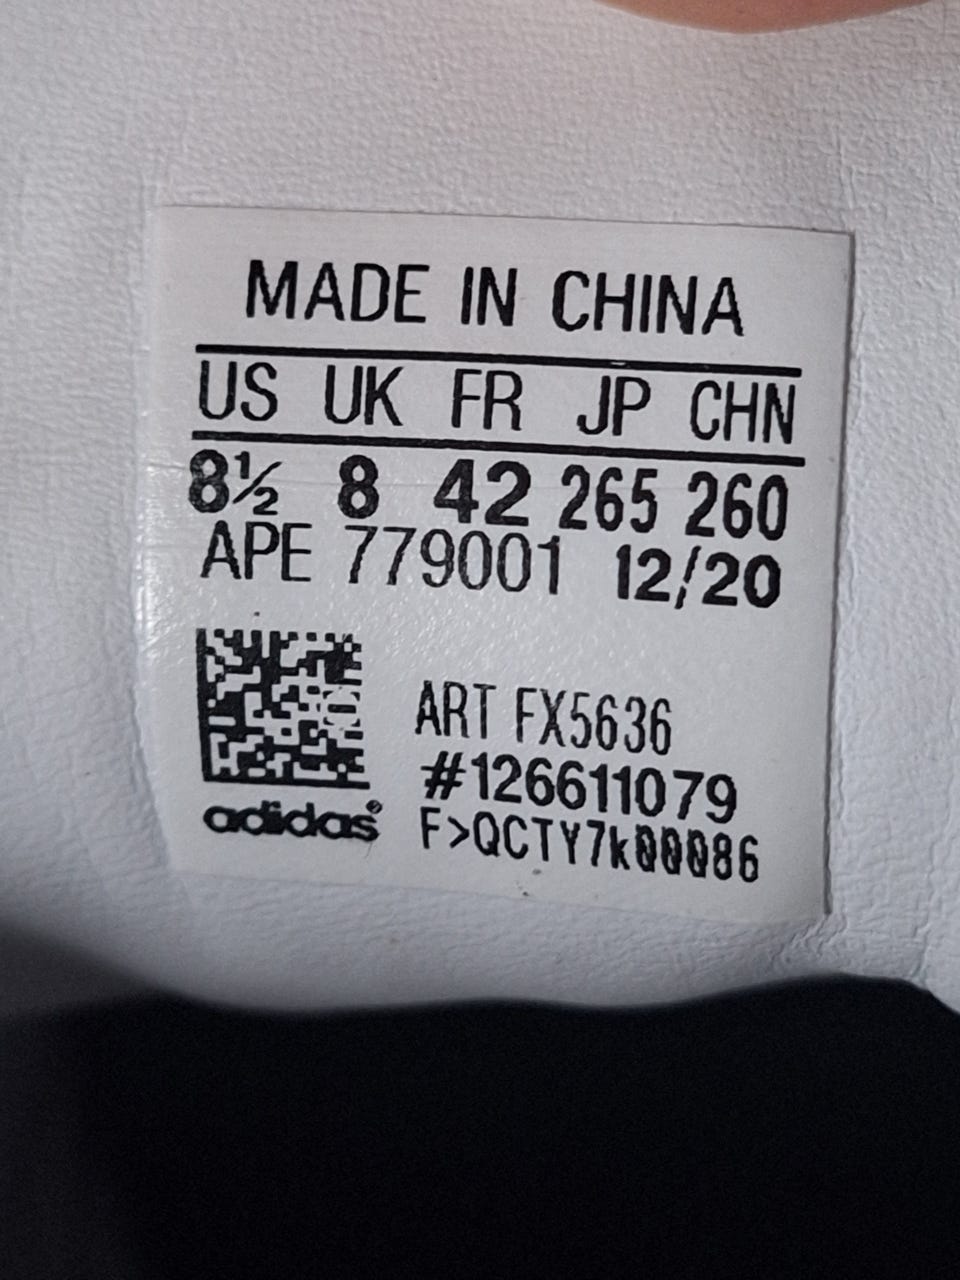 MADE IN CHINA
US UK FR JP CHN
8½ 8 42 265 260
APE 779001 12/20
ART FX5636
#126611079
adidas®
F>QCTY7k00086